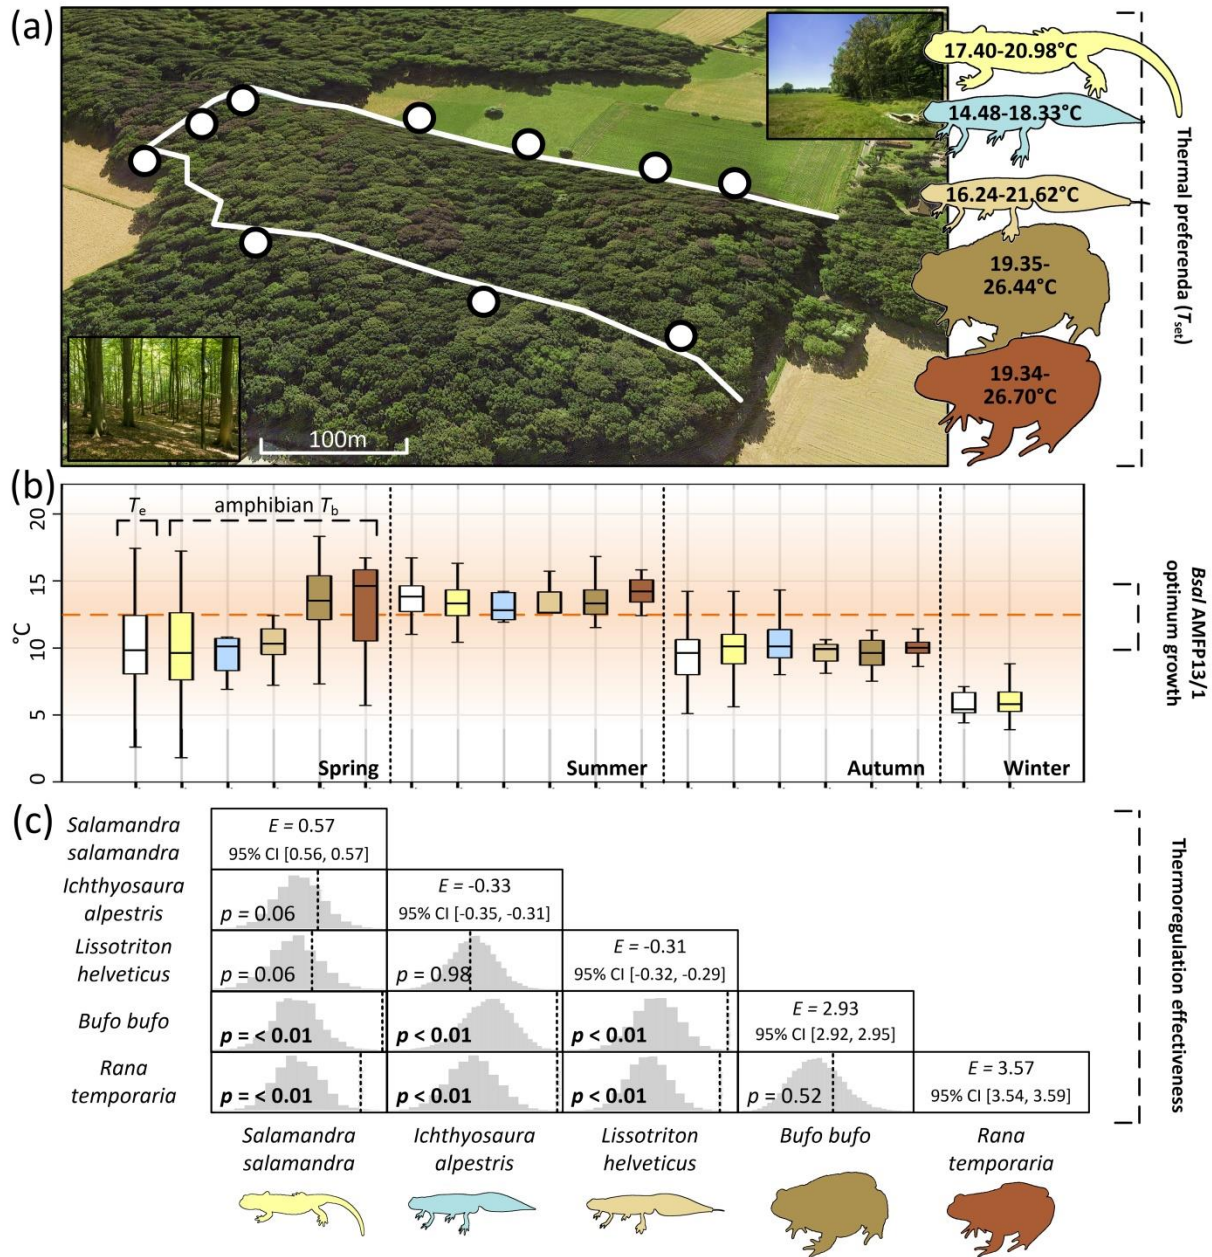 (a)
17.40-20.98°C
14.48-18.33°C
16.24-21.62°C
19.35-
26.44°C
19.34-
26.70°C
100m
Thermal preferenda (Tset)
(b)
Te
amphibian Tb
20
15
10
5
0
°C
Spring
Summer
Autumn
Winter
Bsal AMFP13/1
optimum growth
(c)
Salamandra
salamandra
E = 0.57
95% CI [0.56, 0.57]
Ichthyosaura
alpestris
p = 0.06
E = -0.33
95% CI [-0.35, -0.31]
Lissotriton
helveticus
p = 0.06
p = 0.98
E = -0.31
95% CI [-0.32, -0.29]
Bufo bufo
p = < 0.01
p < 0.01
p < 0.01
E = 2.93
95% CI [2.92, 2.95]
Rana
temporaria
p = < 0.01
p < 0.01
p < 0.01
p = 0.52
E = 3.57
95% CI [3.54, 3.59]
Thermoregulation effectiveness
Salamandra
salamandra
Ichthyosaura
alpestris
Lissotriton
helveticus
Bufo bufo
Rana
temporaria